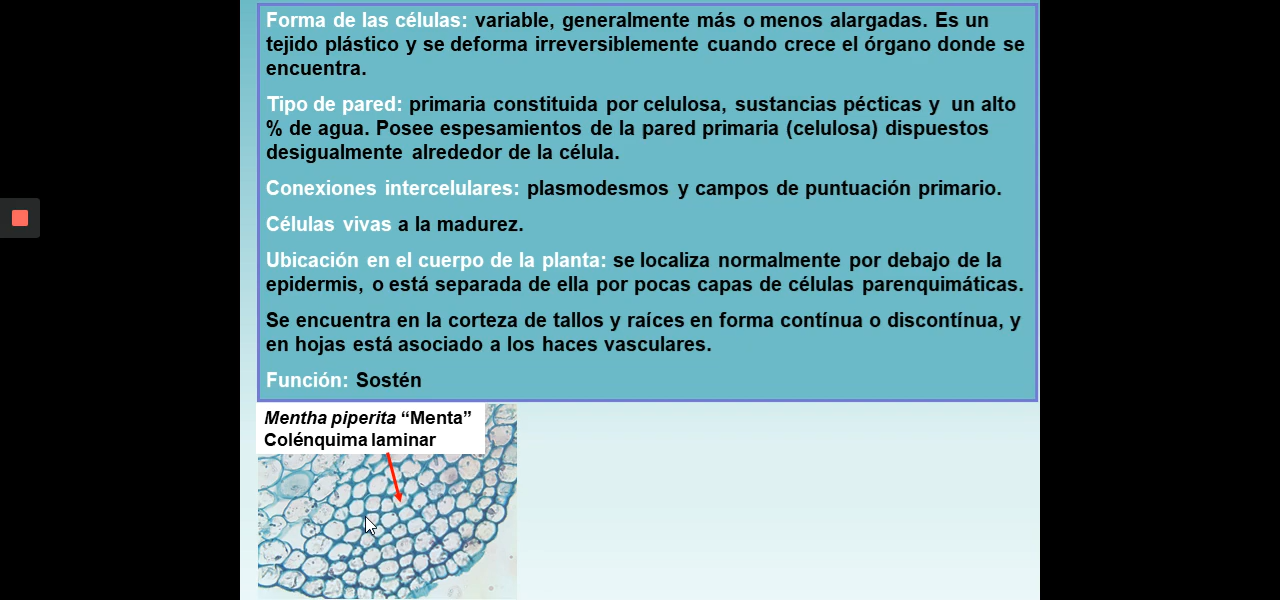 Forma de las células: variable, generalmente más o menos alargadas. Es un
tejido plástico y se deforma irreversiblemente cuando crece el órgano donde se
encuentra.
Tipo de pared: primaria constituida por celulosa, sustancias pécticas y un alto
% de agua. Posee espesamientos de la pared primaria (celulosa) dispuestos
desigualmente alrededor de la célula.
Conexiones intercelulares: plasmodesmos y campos de puntuación primario.
Células vivas a la madurez.
Ubicación en el cuerpo de la planta: se localiza normalmente por debajo de la
epidermis, o está separada de ella por pocas capas de células parenquimáticas.
Se encuentra en la corteza de tallos y raíces en forma contínua o discontínua, y
en hojas está asociado a los haces vasculares.
Función: Sostén
Mentha piperita “Menta”
Colénquima laminar